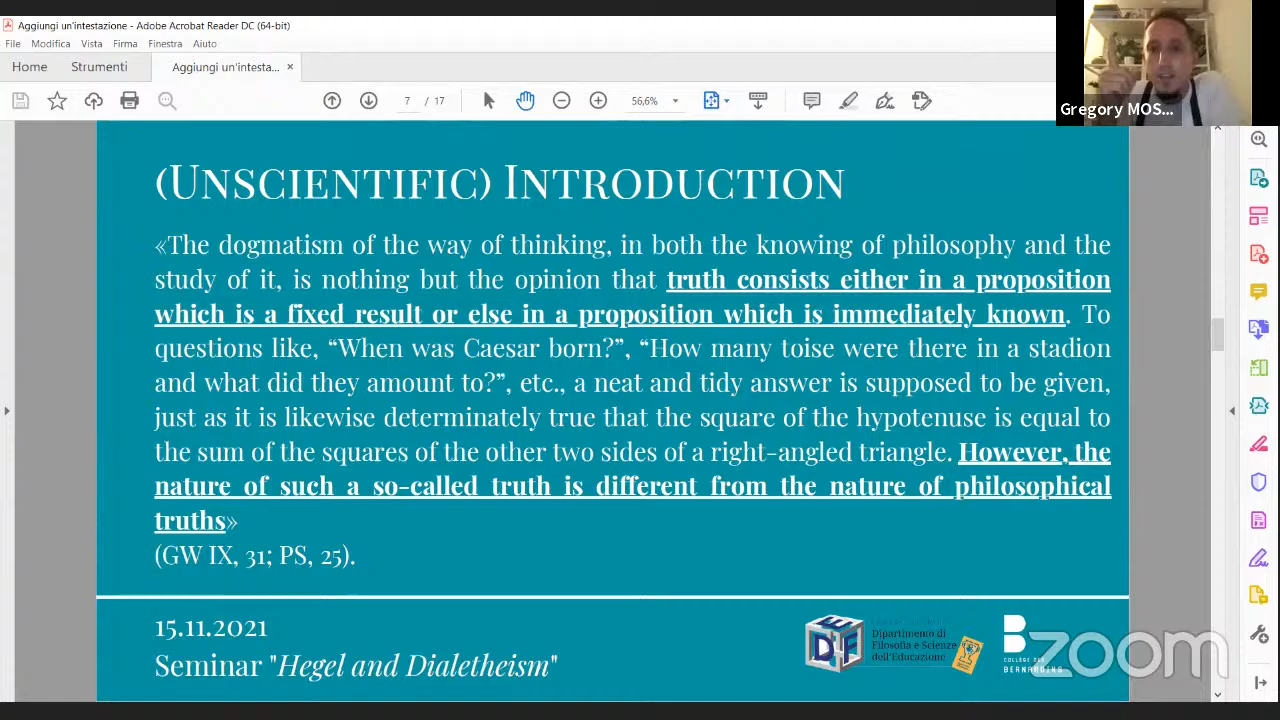 Aggiungi un'intestazione - Adobe Acrobat Reader DC (64-bit)
File Modifica Vista Firma Finestra Aiuto
Home Strumenti Aggiungi un'intesta... ×
7 / 17 56,6%
Gregory MOS...
(Unscientific) Introduction
«The dogmatism of the way of thinking, in both the knowing of philosophy and the
study of it, is nothing but the opinion that truth consists either in a proposition
which is a fixed result or else in a proposition which is immediately known. To
questions like, “When was Caesar born?”, “How many toise were there in a stadion
and what did they amount to?”, etc., a neat and tidy answer is supposed to be given,
just as it is likewise determinately true that the square of the hypotenuse is equal to
the sum of the squares of the other two sides of a right-angled triangle. However, the
nature of such a so-called truth is different from the nature of philosophical
truths»
(GW IX, 31; PS, 25).
15.11.2021
Seminar "Hegel and Dialetheism"
Dipartimento di
Filosofia e Scienze
dell'Educazione
COLLÈGE DES
BERNARDINS
zoom